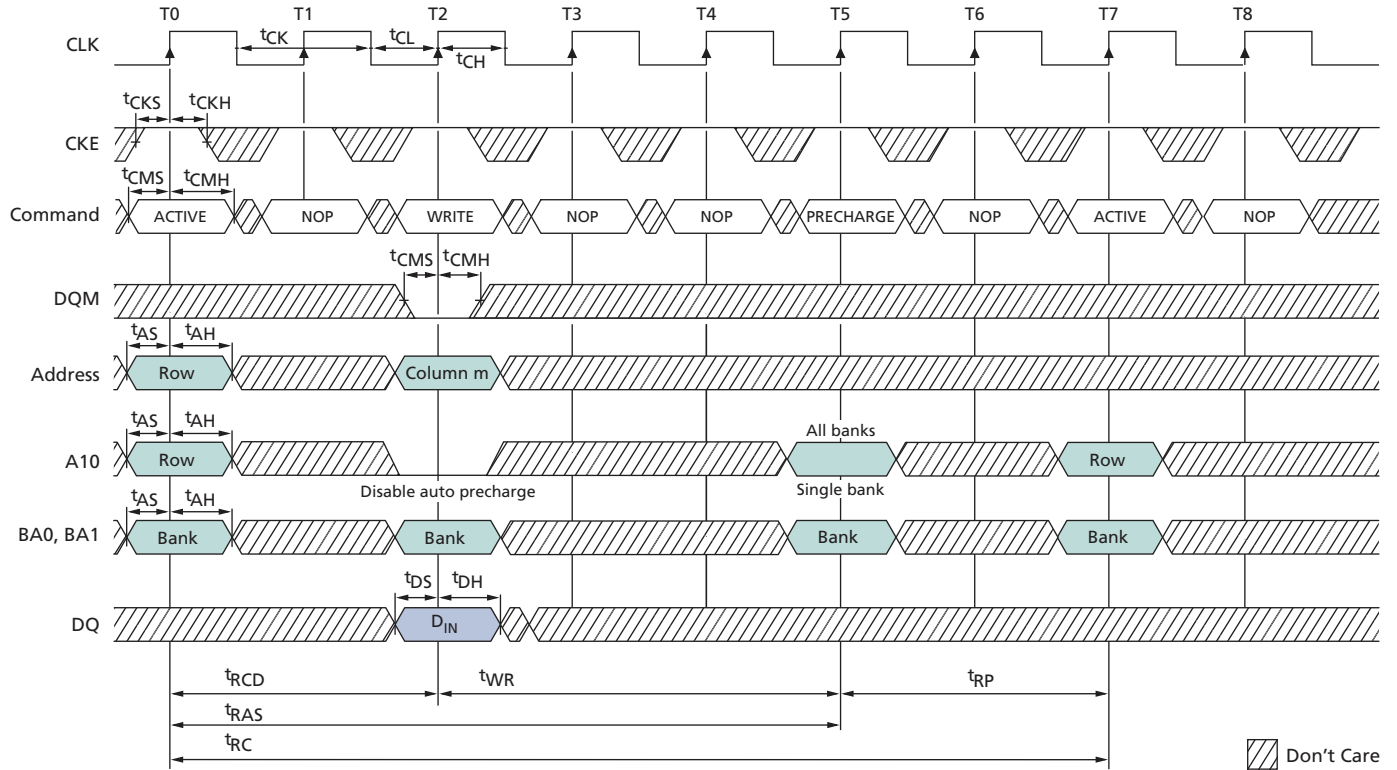 T0 T1 T2 T3 T4 T5 T6 T7 T8
CLK
tCK tCL
tCH
tCKS tCKH
CKE
tCMS tCMH
Command ACTIVE NOP WRITE NOP NOP PRECHARGE NOP ACTIVE NOP
tCMS tCMH
DQM
tAS tAH
Address Row Column m
tAS tAH All banks
A10 Row Row
Disable auto precharge Single bank
tAS tAH
BA0, BA1 Bank Bank Bank Bank
tDS tDH
DQ DIN
tRCD tWR tRP
tRAS
tRC
Don't Care